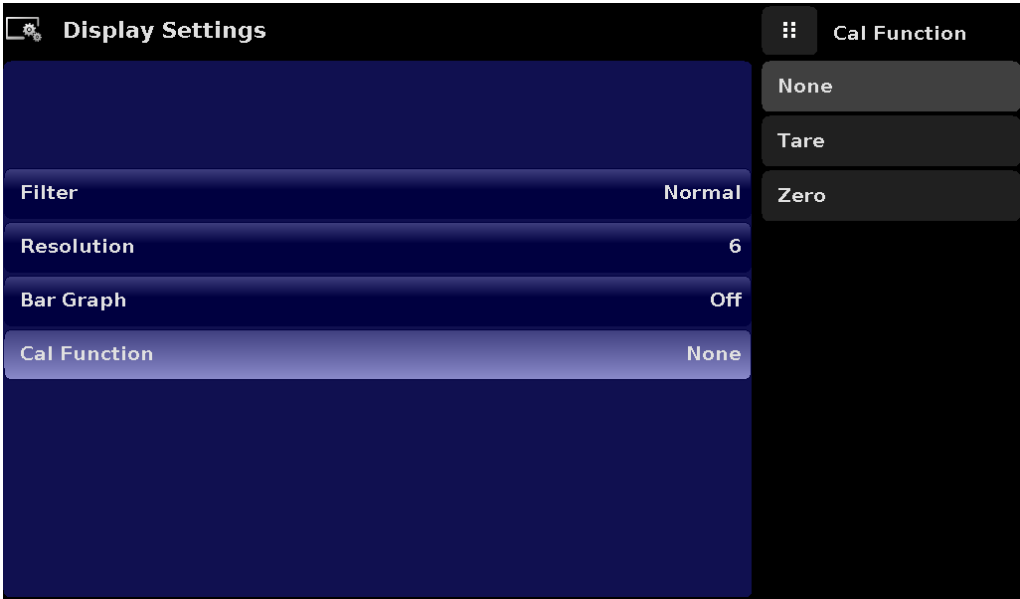 Display Settings
Filter Normal
Resolution 6
Bar Graph Off
Cal Function None
Cal Function
None
Tare
Zero